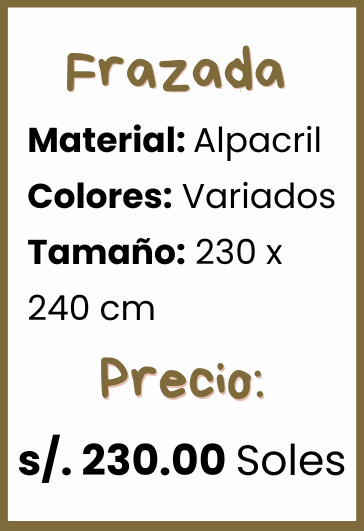 Frazada
Material: Alpacril
Colores: Variados
Tamaño: 230 x
240 cm
Precio:
s/. 230.00 Soles